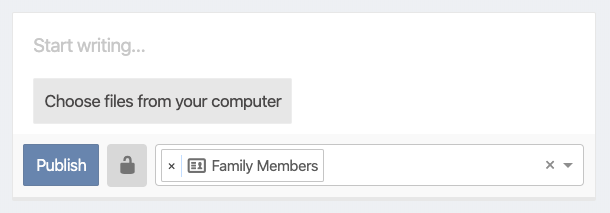 Start writing...
Choose files from your computer
Publish
× Family Members ×